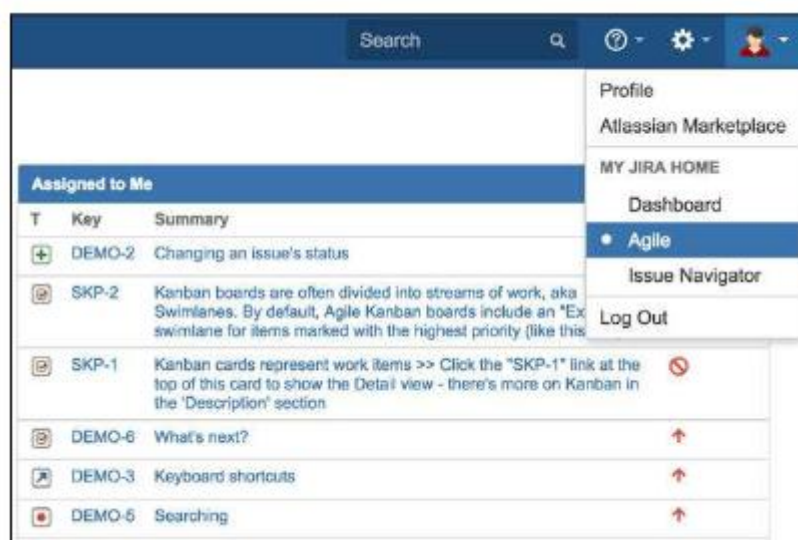 Search
Profile
Atlassian Marketplace
MY JIRA HOME
Dashboard
Agile
Issue Navigator
Log Out
Assigned to Me
T Key Summary
DEMO-2 Changing an issue's status
SKP-2 Kanban boards are often divided into streams of work, aka
Swimlanes. By default, Agile Kanban boards include an "Ex
swimlane for items marked with the highest priority (like this
SKP-1 Kanban cards represent work items >> Click the "SKP-1" link at the
top of this card to show the Detail view - there's more on Kanban in
the 'Description' section
DEMO-6 What's next?
DEMO-3 Keyboard shortcuts
DEMO-5 Searching